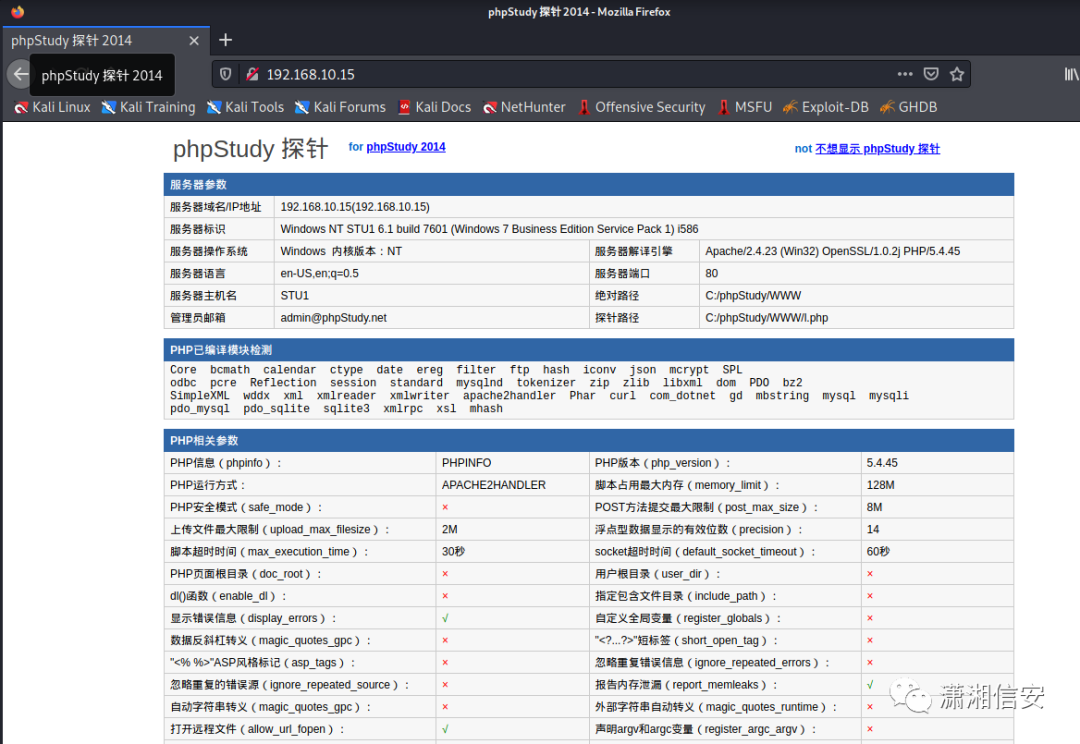 phpStudy 探针 2014 - Mozilla Firefox
phpStudy 探针 2014
phpStudy 探针 2014
192.168.10.15
Kali Linux Kali Training Kali Tools Kali Forums Kali Docs NetHunter Offensive Security MSFU Exploit-DB GHDB
phpStudy 探针 for phpStudy 2014 not 不想显示 phpStudy 探针
服务器参数
服务器域名/IP地址 192.168.10.15(192.168.10.15)
服务器标识 Windows NT STU1 6.1 build 7601 (Windows 7 Business Edition Service Pack 1) i586
服务器操作系统 Windows 内核版本：NT 服务器解译引擎 Apache/2.4.23 (Win32) OpenSSL/1.0.2j PHP/5.4.45
服务器语言 en-US,en;q=0.5 服务器端口 80
服务器主机名 STU1 绝对路径 C:/phpStudy/WWW
管理员邮箱 admin@phpStudy.net 探针路径 C:/phpStudy/WWW/l.php
PHP已编译模块检测
Core bcmath calendar ctype date ereg filter ftp hash iconv json mcrypt SPL
odbc pcre Reflection session standard mysqlnd tokenizer zip zlib libxml dom PDO bz2
SimpleXML wddx xml xmlreader xmlwriter apache2handler Phar curl com_dotnet gd mbstring mysql mysqli
pdo_mysql pdo_sqlite sqlite3 xmlrpc xsl mhash
PHP相关参数
PHP信息（phpinfo）： PHPINFO PHP版本（php_version）： 5.4.45
PHP运行方式： APACHE2HANDLER 脚本占用最大内存（memory_limit）： 128M
PHP安全模式（safe_mode）： × POST方法提交最大限制（post_max_size）： 8M
上传文件最大限制（upload_max_filesize）： 2M 浮点型数据显示的有效位数（precision）： 14
脚本超时时间（max_execution_time）： 30秒 socket超时时间（default_socket_timeout）： 60秒
PHP页面根目录（doc_root）： × 用户根目录（user_dir）： ×
dl()函数（enable_dl）： × 指定包含文件目录（include_path）： ×
显示错误信息（display_errors）： √ 自定义全局变量（register_globals）： ×
数据反斜杠转义（magic_quotes_gpc）： × "<?...?>"短标签（short_open_tag）： ×
"<% %>"ASP风格标记（asp_tags）： × 忽略重复错误信息（ignore_repeated_errors）： ×
忽略重复的错误源（ignore_repeated_source）： × 报告内存泄漏（report_memleaks）： √
自动字符串转义（magic_quotes_gpc）： × 外部字符串自动转义（magic_quotes_runtime）： ×
打开远程文件（allow_url_fopen）： √ 声明argv和argc变量（register_argc_argv）： ×
潇湘信安